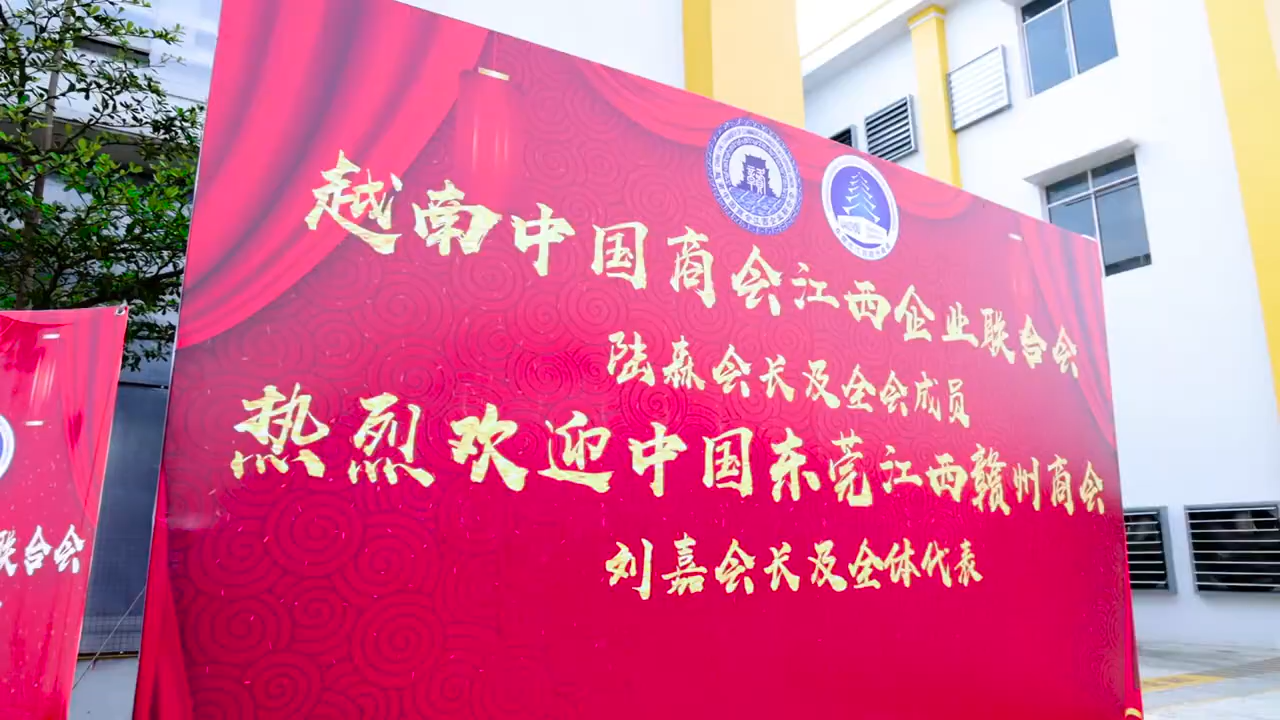 越南中国商会江西企业联合会
陆森会长及全会成员
热烈欢迎中国东莞江西赣州商会
刘嘉会长及全体代表
联合会
赣